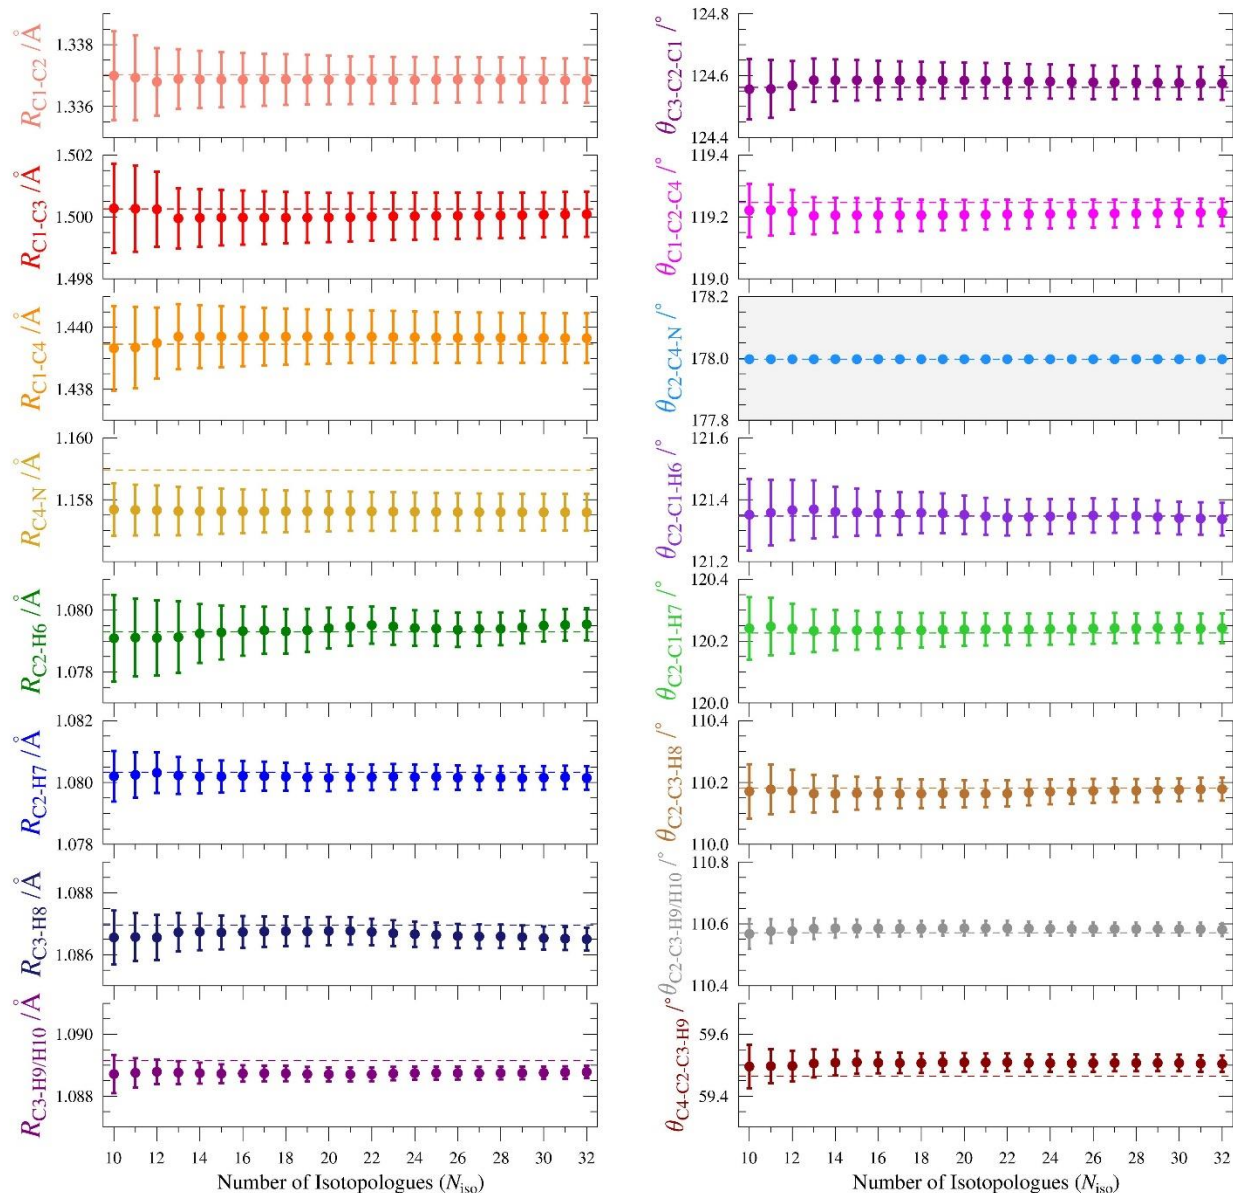 R_C1-C2 /Å
1.338
1.336
R_C1-C3 /Å
1.502
1.500
1.498
R_C1-C4 /Å
1.440
1.438
R_C4-N /Å
1.160
1.158
R_C2-H6 /Å
1.080
1.078
R_C2-H7 /Å
1.082
1.080
1.078
R_C3-H8 /Å
1.088
1.086
R_C3-H9/H10 /Å
1.090
1.088
10 12 14 16 18 20 22 24 26 28 30 32
Number of Isotopologues (N_iso)
θ_C3-C2-C1 /°
124.8
124.6
124.4
θ_C1-C2-C4 /°
119.4
119.2
119.0
θ_C2-C4-N /°
178.2
178.0
177.8
θ_C2-C1-H6 /°
121.6
121.4
121.2
θ_C2-C1-H7 /°
120.4
120.2
120.0
θ_C2-C3-H8 /°
110.4
110.2
110.0
θ_C2-C3-H9/H10 /°
110.8
110.6
110.4
θ_C4-C2-C3-H9 /°
59.6
59.4
10 12 14 16 18 20 22 24 26 28 30 32
Number of Isotopologues (N_iso)